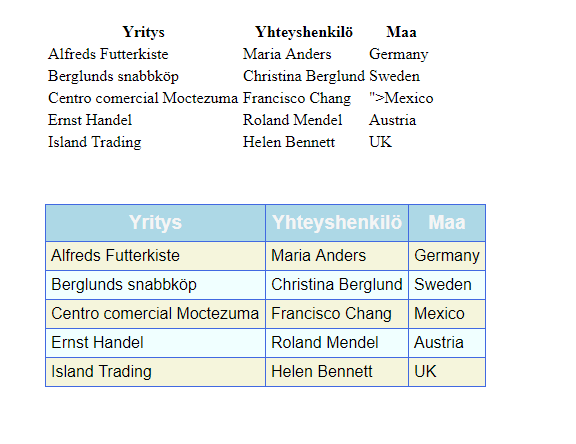 Yritys Yhteyshenkilö Maa
Alfreds Futterkiste Maria Anders Germany
Berglunds snabbköp Christina Berglund Sweden
Centro comercial Moctezuma Francisco Chang ">Mexico
Ernst Handel Roland Mendel Austria
Island Trading Helen Bennett UK
Yritys Yhteyshenkilö Maa
Alfreds Futterkiste Maria Anders Germany
Berglunds snabbköp Christina Berglund Sweden
Centro comercial Moctezuma Francisco Chang Mexico
Ernst Handel Roland Mendel Austria
Island Trading Helen Bennett UK